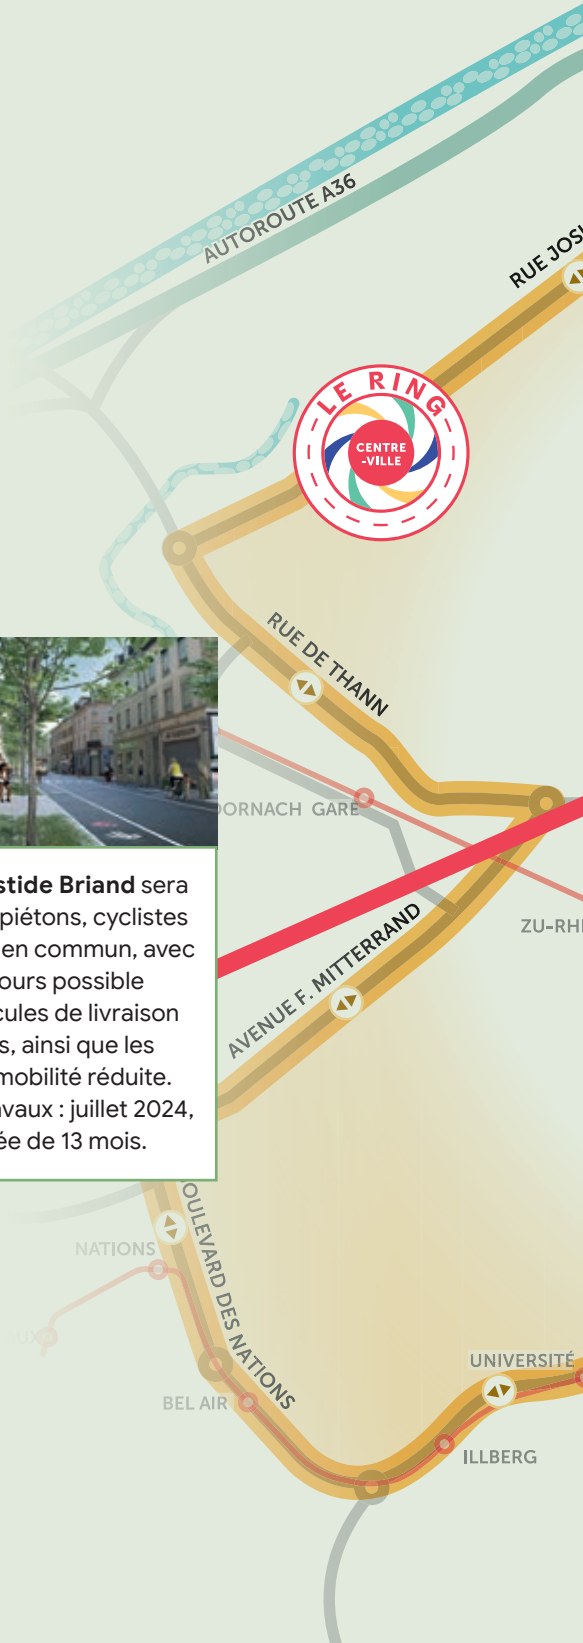 AUTOROUTE A36
RUE JOSU
LE RING
CENTRE
-VILLE
RUE DE THANN
DORNACH GARE
stide Briand sera
piétons, cyclistes
en commun, avec
ours possible
cules de livraison
s, ainsi que les
mobilité réduite.
avaux : juillet 2024,
ée de 13 mois.
ZU-RHE
AVENUE F. MITTERRAND
OULEVARD DES NATIONS
NATIONS
BEL AIR
UNIVERSITÉ
ILLBERG